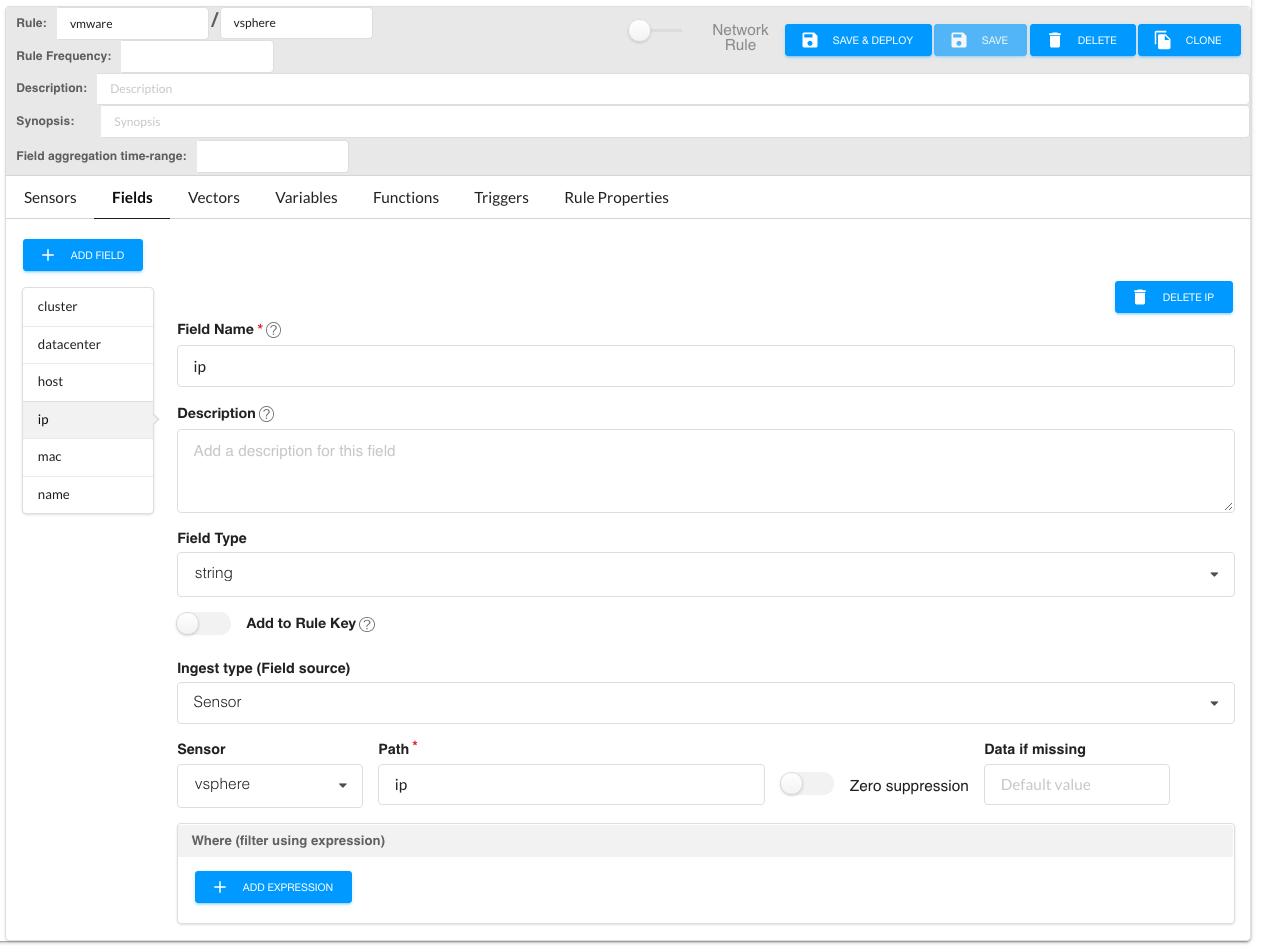 Rule: vmware / vsphere
Network Rule
SAVE & DEPLOY SAVE DELETE CLONE
Rule Frequency:
Description: Description
Synopsis: Synopsis
Field aggregation time-range:
Sensors Fields Vectors Variables Functions Triggers Rule Properties
ADD FIELD
DELETE IP
cluster
datacenter
host
ip
mac
name
Field Name * ?
ip
Description ?
Add a description for this field
Field Type
string
Add to Rule Key ?
Ingest type (Field source)
Sensor
Sensor Path * Data if missing
vsphere ip Zero suppression Default value
Where (filter using expression)
ADD EXPRESSION